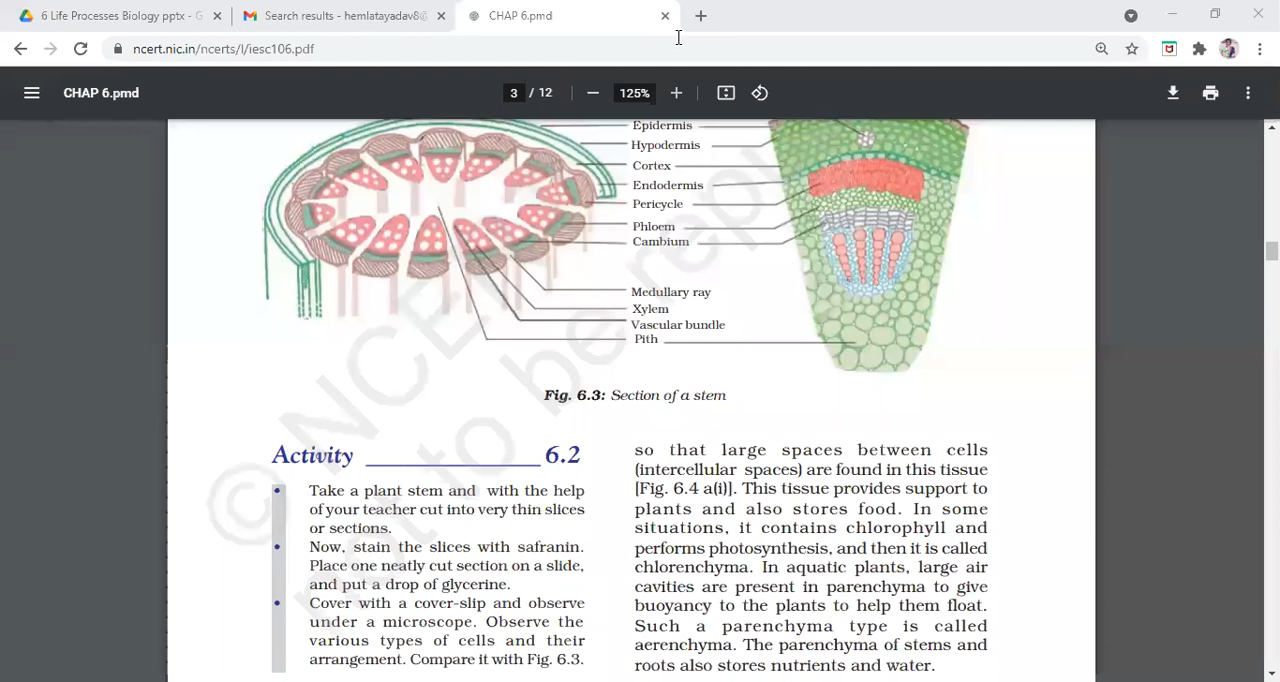 6 Life Processes Biology pptx - G
Search results - hemlatayadav8@
CHAP 6.pmd
ncert.nic.in/ncerts/l/iesc106.pdf
CHAP 6.pmd
3 / 12
125%
Epidermis
Hypodermis
Cortex
Endodermis
Pericycle
Phloem
Cambium
Medullary ray
Xylem
Vascular bundle
Pith
Fig. 6.3: Section of a stem
Activity ______________ 6.2
• Take a plant stem and with the help
of your teacher cut into very thin slices
or sections.
• Now, stain the slices with safranin.
Place one neatly cut section on a slide,
and put a drop of glycerine.
• Cover with a cover-slip and observe
under a microscope. Observe the
various types of cells and their
arrangement. Compare it with Fig. 6.3.
so that large spaces between cells
(intercellular spaces) are found in this tissue
[Fig. 6.4 a(i)]. This tissue provides support to
plants and also stores food. In some
situations, it contains chlorophyll and
performs photosynthesis, and then it is called
chlorenchyma. In aquatic plants, large air
cavities are present in parenchyma to give
buoyancy to the plants to help them float.
Such a parenchyma type is called
aerenchyma. The parenchyma of stems and
roots also stores nutrients and water.
© NCE
not to be repu